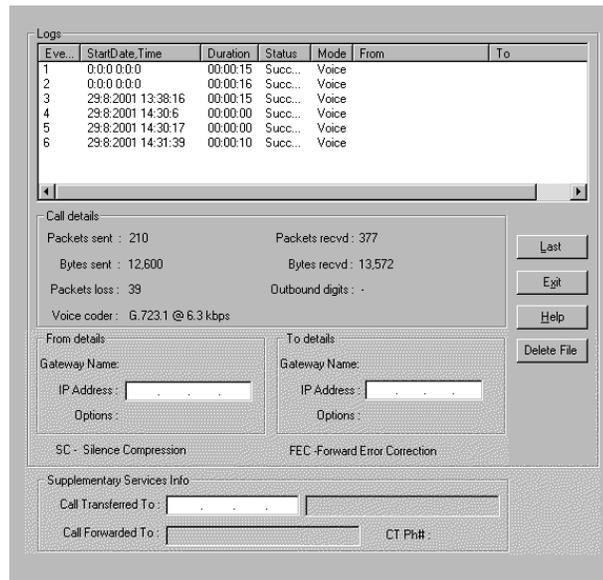 Logs
Eve... StartDate,Time Duration Status Mode From To
1 0:0:0 0:0:0 00:00:15 Succ... Voice
2 0:0:0 0:0:0 00:00:16 Succ... Voice
3 29:8:2001 13:38:16 00:00:15 Succ... Voice
4 29:8:2001 14:30:6 00:00:00 Succ... Voice
5 29:8:2001 14:30:17 00:00:00 Succ... Voice
6 29:8:2001 14:31:39 00:00:10 Succ... Voice
Call details
Packets sent : 210 Packets recvd : 377
Bytes sent : 12,600 Bytes recvd : 13,572
Packets loss : 39 Outbound digits : -
Voice coder : G.723.1 @ 6.3 kbps
Last
Exit
Help
Delete File
From details To details
Gateway Name: Gateway Name:
IP Address : . . . IP Address : . . .
Options : Options :
SC - Silence Compression FEC -Forward Error Correction
Supplementary Services Info
Call Transferred To : . . .
Call Forwarded To : CT Ph# :